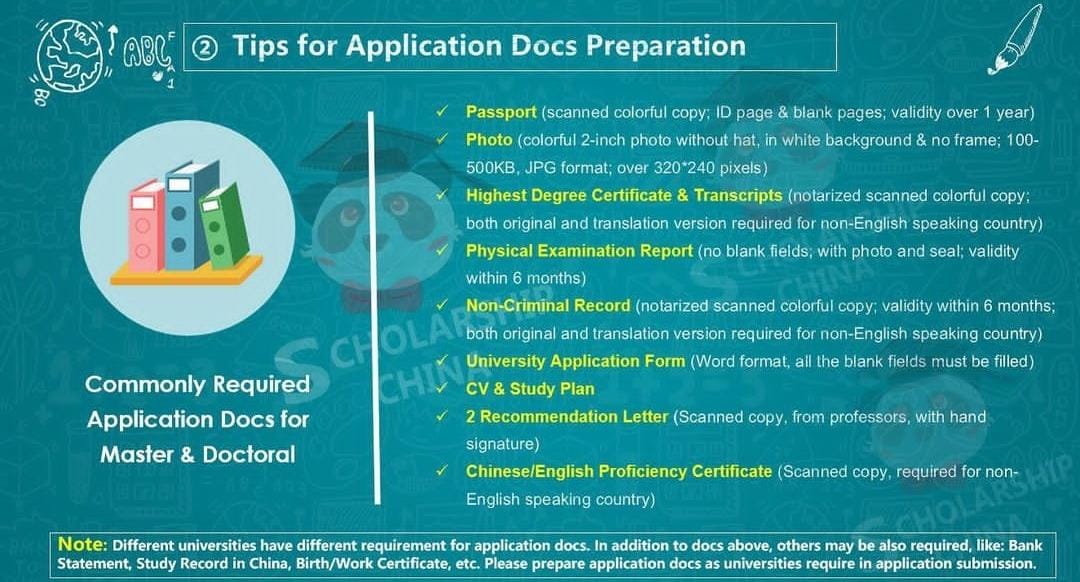 ② Tips for Application Docs Preparation
ABC
Commonly Required
Application Docs for
Master & Doctoral
✓ Passport (scanned colorful copy; ID page & blank pages; validity over 1 year)
✓ Photo (colorful 2-inch photo without hat, in white background & no frame; 100-
500KB, JPG format; over 320*240 pixels)
✓ Highest Degree Certificate & Transcripts (notarized scanned colorful copy;
both original and translation version required for non-English speaking country)
✓ Physical Examination Report (no blank fields; with photo and seal; validity
within 6 months)
✓ Non-Criminal Record (notarized scanned colorful copy; validity within 6 months;
both original and translation version required for non-English speaking country)
✓ University Application Form (Word format, all the blank fields must be filled)
✓ CV & Study Plan
✓ 2 Recommendation Letter (Scanned copy, from professors, with hand
signature)
✓ Chinese/English Proficiency Certificate (Scanned copy, required for non-
English speaking country)
SCHOLARSHIP
CHINA
SCHOLARSHIP
CHINA
SCHOLARSHIP
CHINA
Note: Different universities have different requirement for application docs. In addition to docs above, others may be also required, like: Bank
Statement, Study Record in China, Birth/Work Certificate, etc. Please prepare application docs as universities require in application submission.